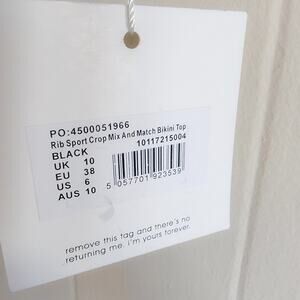 PO:4500051966
Rib Sport Crop Mix And Match Bikini Top
BLACK 10117215004
UK 10
EU 38
US 6
AUS 10
5 057701 923539
remove this tag and there's no
returning me. i'm yours forever.